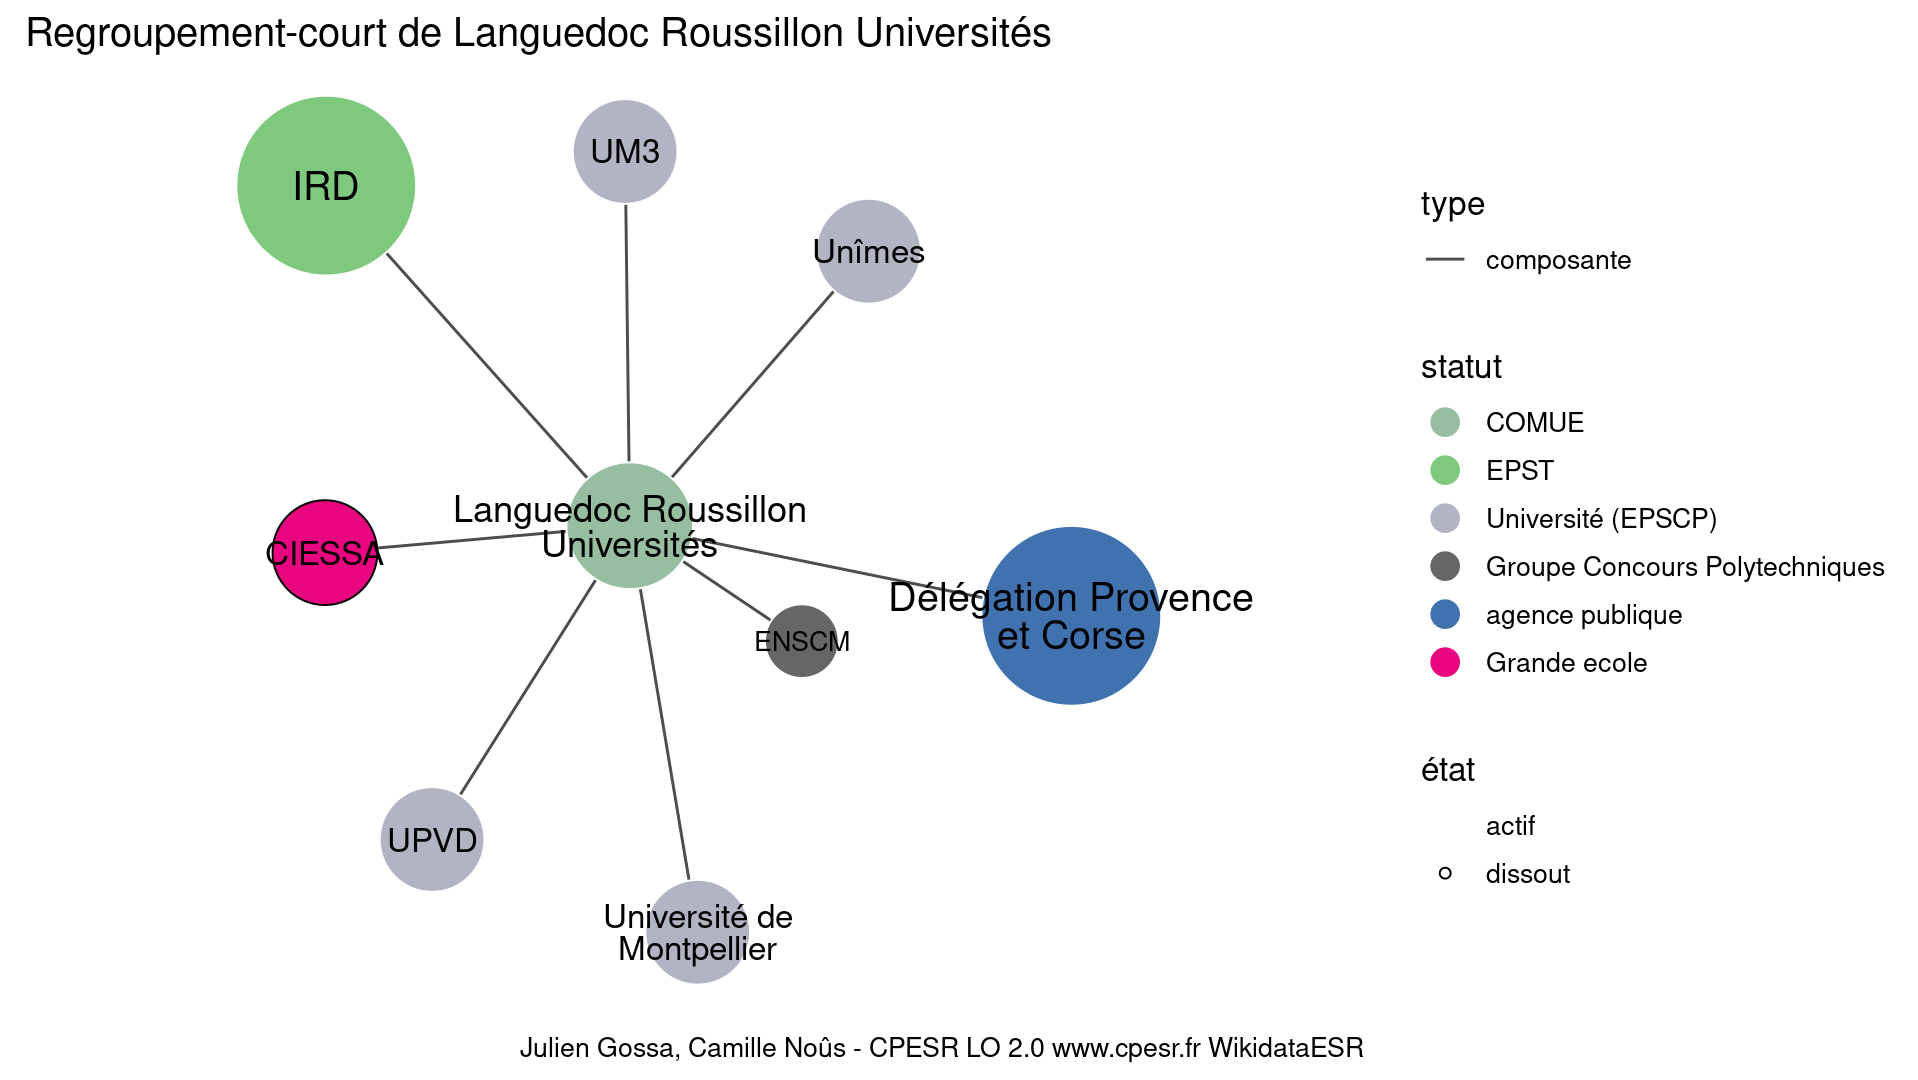 Regroupement-court de Languedoc Roussillon Universités
IRD
UM3
Unîmes
CIESSA
Languedoc Roussillon
Universités
ENSCM
Délégation Provence
et Corse
UPVD
Université de
Montpellier
type
composante
statut
COMUE
EPST
Université (EPSCP)
Groupe Concours Polytechniques
agence publique
Grande ecole
état
actif
dissout
Julien Gossa, Camille Noûs - CPESR LO 2.0 www.cpesr.fr WikidataESR